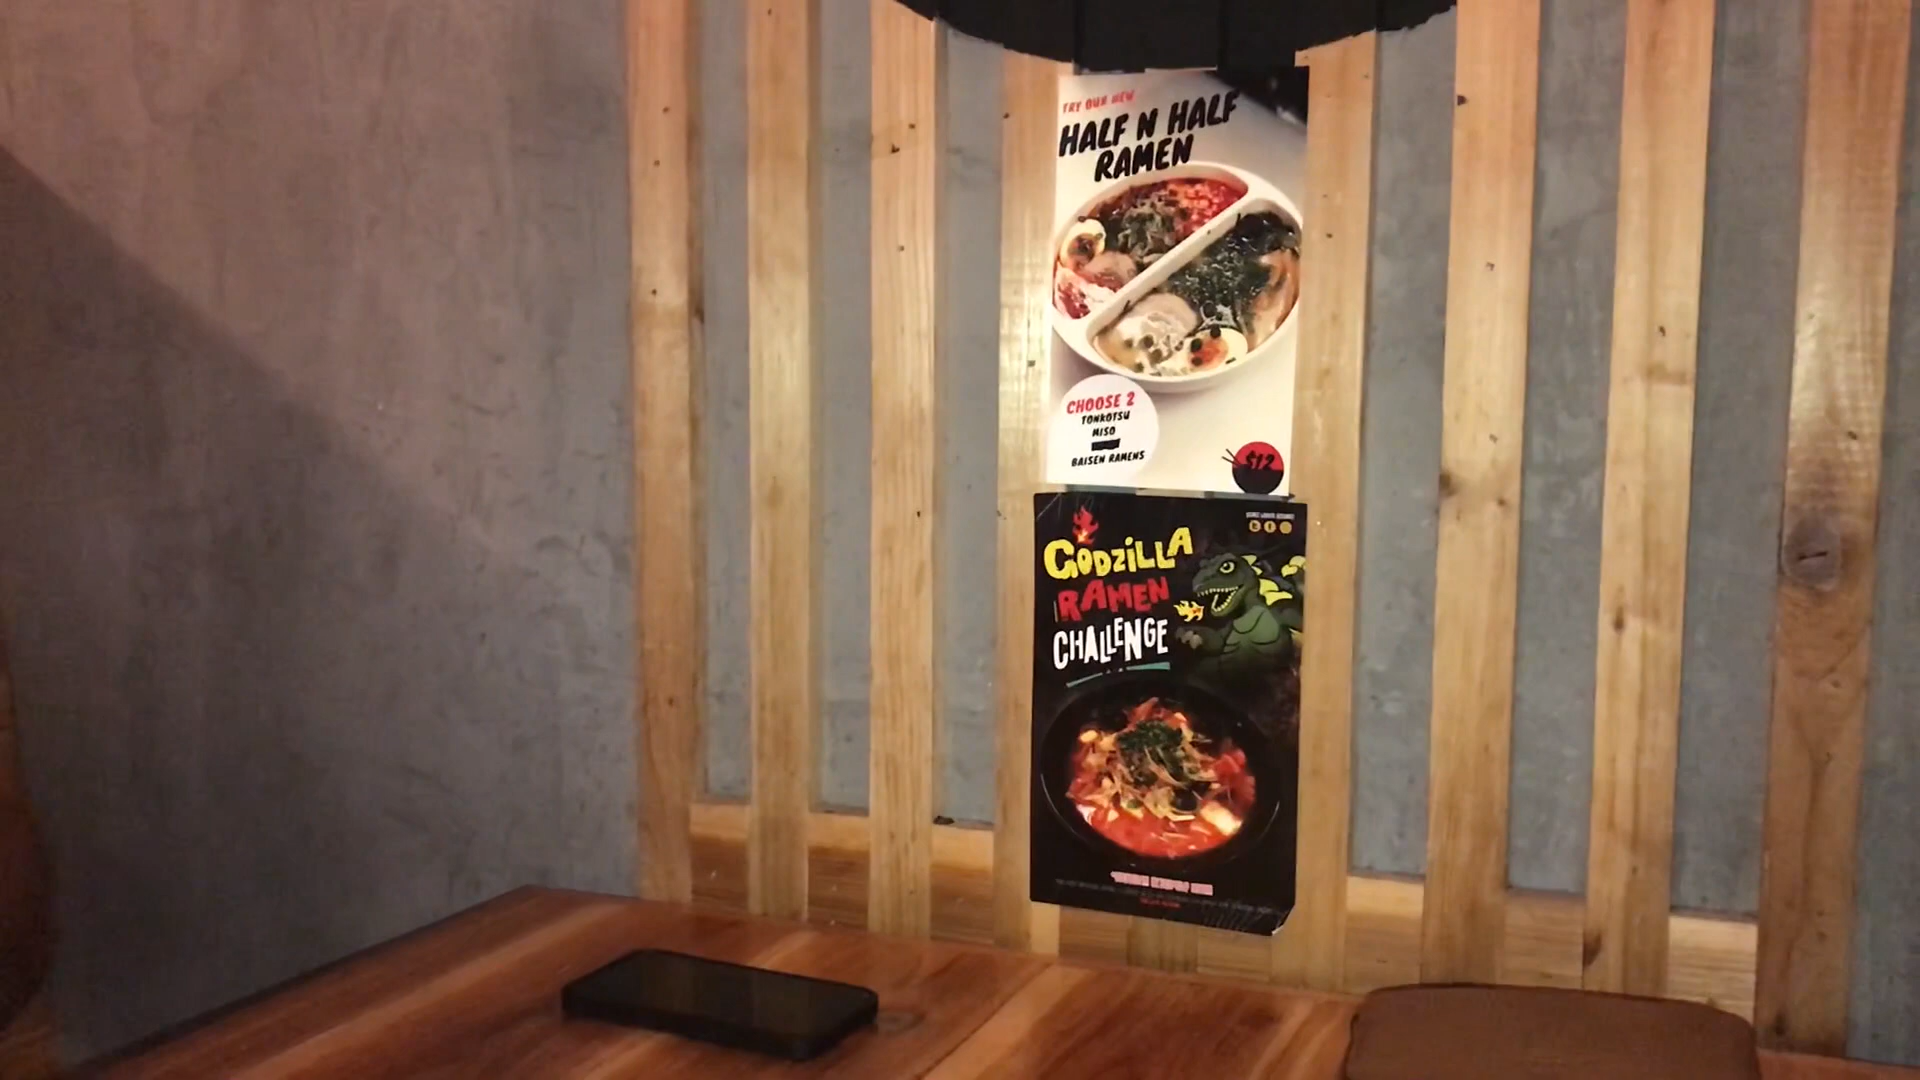 TRY OUR NEW
HALF N HALF
RAMEN
CHOOSE 2
TONKOTSU
MISO
BAISEN RAMENS
$12
GODZILLA
RAMEN
CHALLENGE